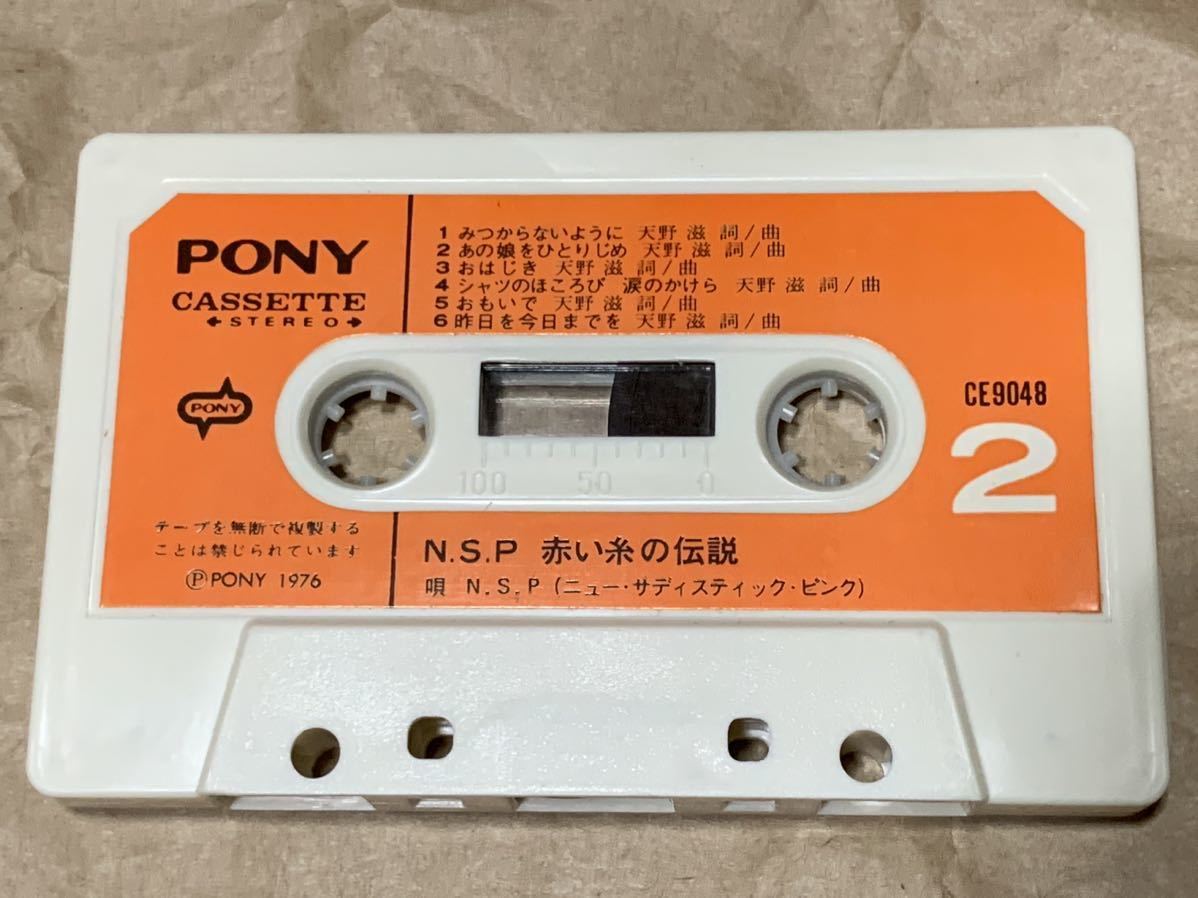 PONY
CASSETTE
STEREO
PONY
1 みつからないように 天野 滋 詞/曲
2 あの娘をひとりじめ 天野 滋 詞/曲
3 おはじき 天野 滋 詞/曲
4 シャツのほころび 涙のかけら 天野 滋 詞/曲
5 おもいで 天野 滋 詞/曲
6 昨日を今日までを 天野 滋 詞/曲
100 50 0
CE9048
2
テープを無断で複製する
ことは禁じられています
ⓅPONY 1976
N.S.P 赤い糸の伝説
唄 N.S.P (ニュー・サディスティック・ピンク)